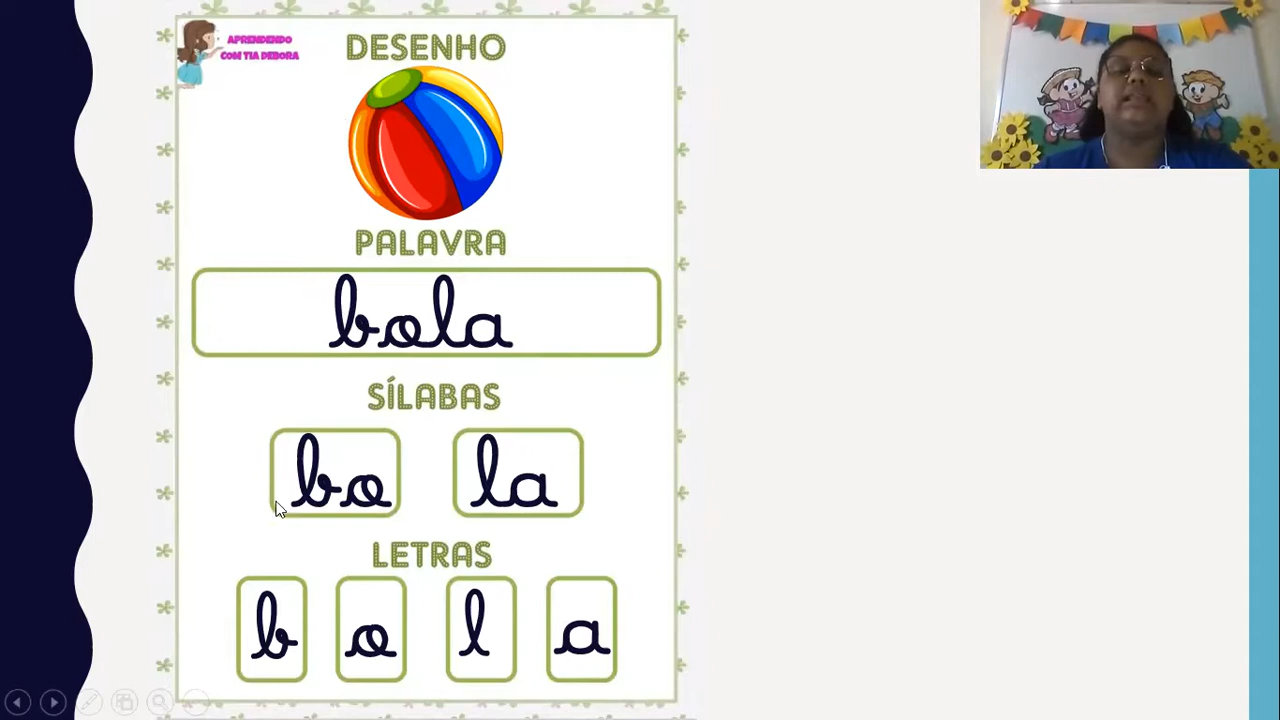 APRENDENDO
COM TIA DEBORA
DESENHO
PALAVRA
bola
SÍLABAS
bo la
LETRAS
b o l a